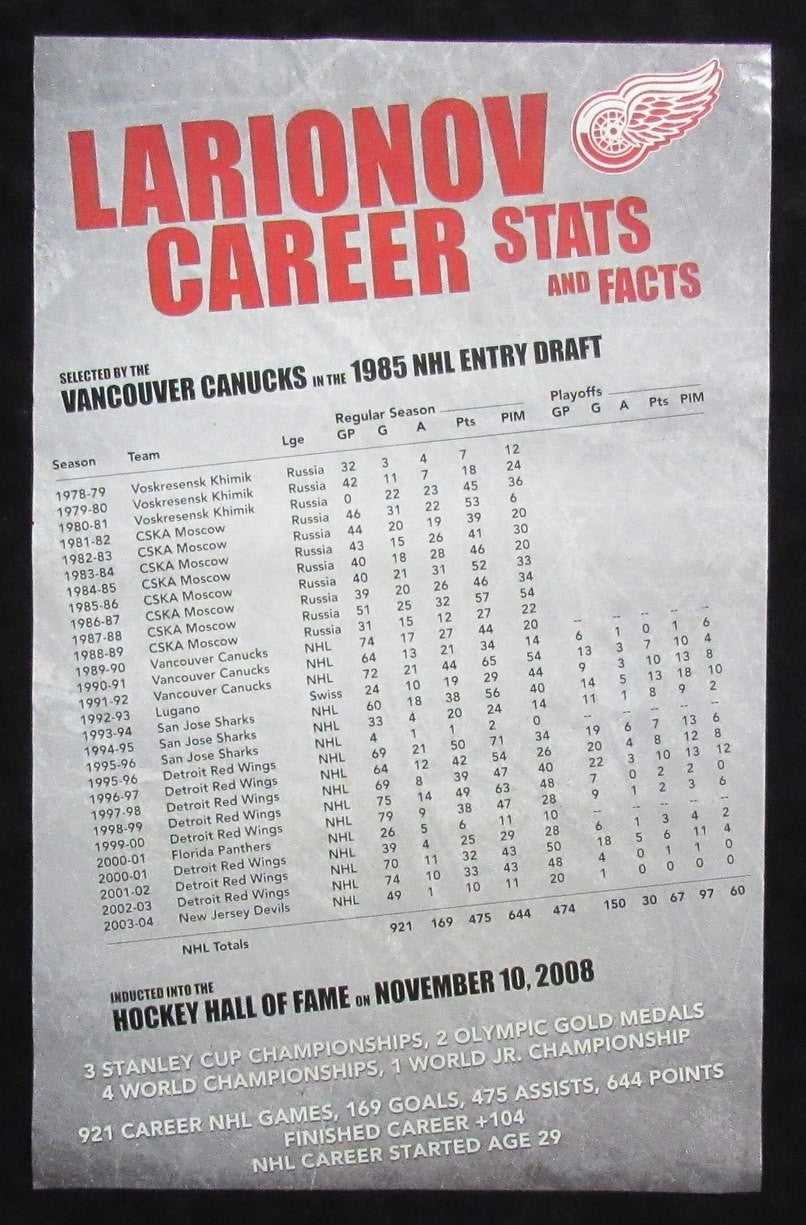 LARIONOV
CAREER STATS
AND FACTS
SELECTED BY THE
VANCOUVER CANUCKS IN THE 1985 NHL ENTRY DRAFT
Regular Season Playoffs
Season Team Lge GP G A Pts PIM GP G A Pts PIM
1978-79 Voskresensk Khimik Russia 32 3 4 7 12
1979-80 Voskresensk Khimik Russia 42 11 7 18 24
1980-81 Voskresensk Khimik Russia 0 22 23 45 36
1981-82 CSKA Moscow Russia 46 31 22 53 6
1982-83 CSKA Moscow Russia 44 20 19 39 20
1983-84 CSKA Moscow Russia 43 15 26 41 30
1984-85 CSKA Moscow Russia 40 18 28 46 20
1985-86 CSKA Moscow Russia 40 21 31 52 33
1986-87 CSKA Moscow Russia 39 20 26 46 34
1987-88 CSKA Moscow Russia 51 25 32 57 54
1988-89 CSKA Moscow Russia 31 15 12 27 22
1989-90 Vancouver Canucks NHL 74 17 27 44 20 -- -- -- -- --
1990-91 Vancouver Canucks NHL 64 13 21 34 14 6 1 0 1 6
1991-92 Vancouver Canucks NHL 72 21 44 65 54 13 3 7 10 4
1992-93 Lugano Swiss 24 10 19 29 44 9 3 10 13 8
1993-94 San Jose Sharks NHL 60 18 38 56 40 14 5 13 18 10
1994-95 San Jose Sharks NHL 33 4 20 24 14 11 1 8 9 2
1995-96 San Jose Sharks NHL 4 1 1 2 0 -- -- -- -- --
1995-96 Detroit Red Wings NHL 69 21 50 71 34 19 6 7 13 6
1996-97 Detroit Red Wings NHL 64 12 42 54 26 20 4 8 12 8
1997-98 Detroit Red Wings NHL 69 8 39 47 40 22 3 10 13 12
1998-99 Detroit Red Wings NHL 75 14 49 63 48 7 0 2 2 0
1999-00 Detroit Red Wings NHL 79 9 38 47 28 9 1 2 3 6
2000-01 Florida Panthers NHL 26 5 6 11 10 -- -- -- -- --
2000-01 Detroit Red Wings NHL 39 4 25 29 28 6 1 3 4 2
2001-02 Detroit Red Wings NHL 70 11 32 43 50 18 5 6 11 4
2002-03 Detroit Red Wings NHL 74 10 33 43 48 4 0 1 1 0
2003-04 New Jersey Devils NHL 49 1 10 11 20 1 0 0 0 0
NHL Totals 921 169 475 644 474 150 30 67 97 60
INDUCTED INTO THE
HOCKEY HALL OF FAME ON NOVEMBER 10, 2008
3 STANLEY CUP CHAMPIONSHIPS, 2 OLYMPIC GOLD MEDALS
4 WORLD CHAMPIONSHIPS, 1 WORLD JR. CHAMPIONSHIP
921 CAREER NHL GAMES, 169 GOALS, 475 ASSISTS, 644 POINTS
FINISHED CAREER +104
NHL CAREER STARTED AGE 29